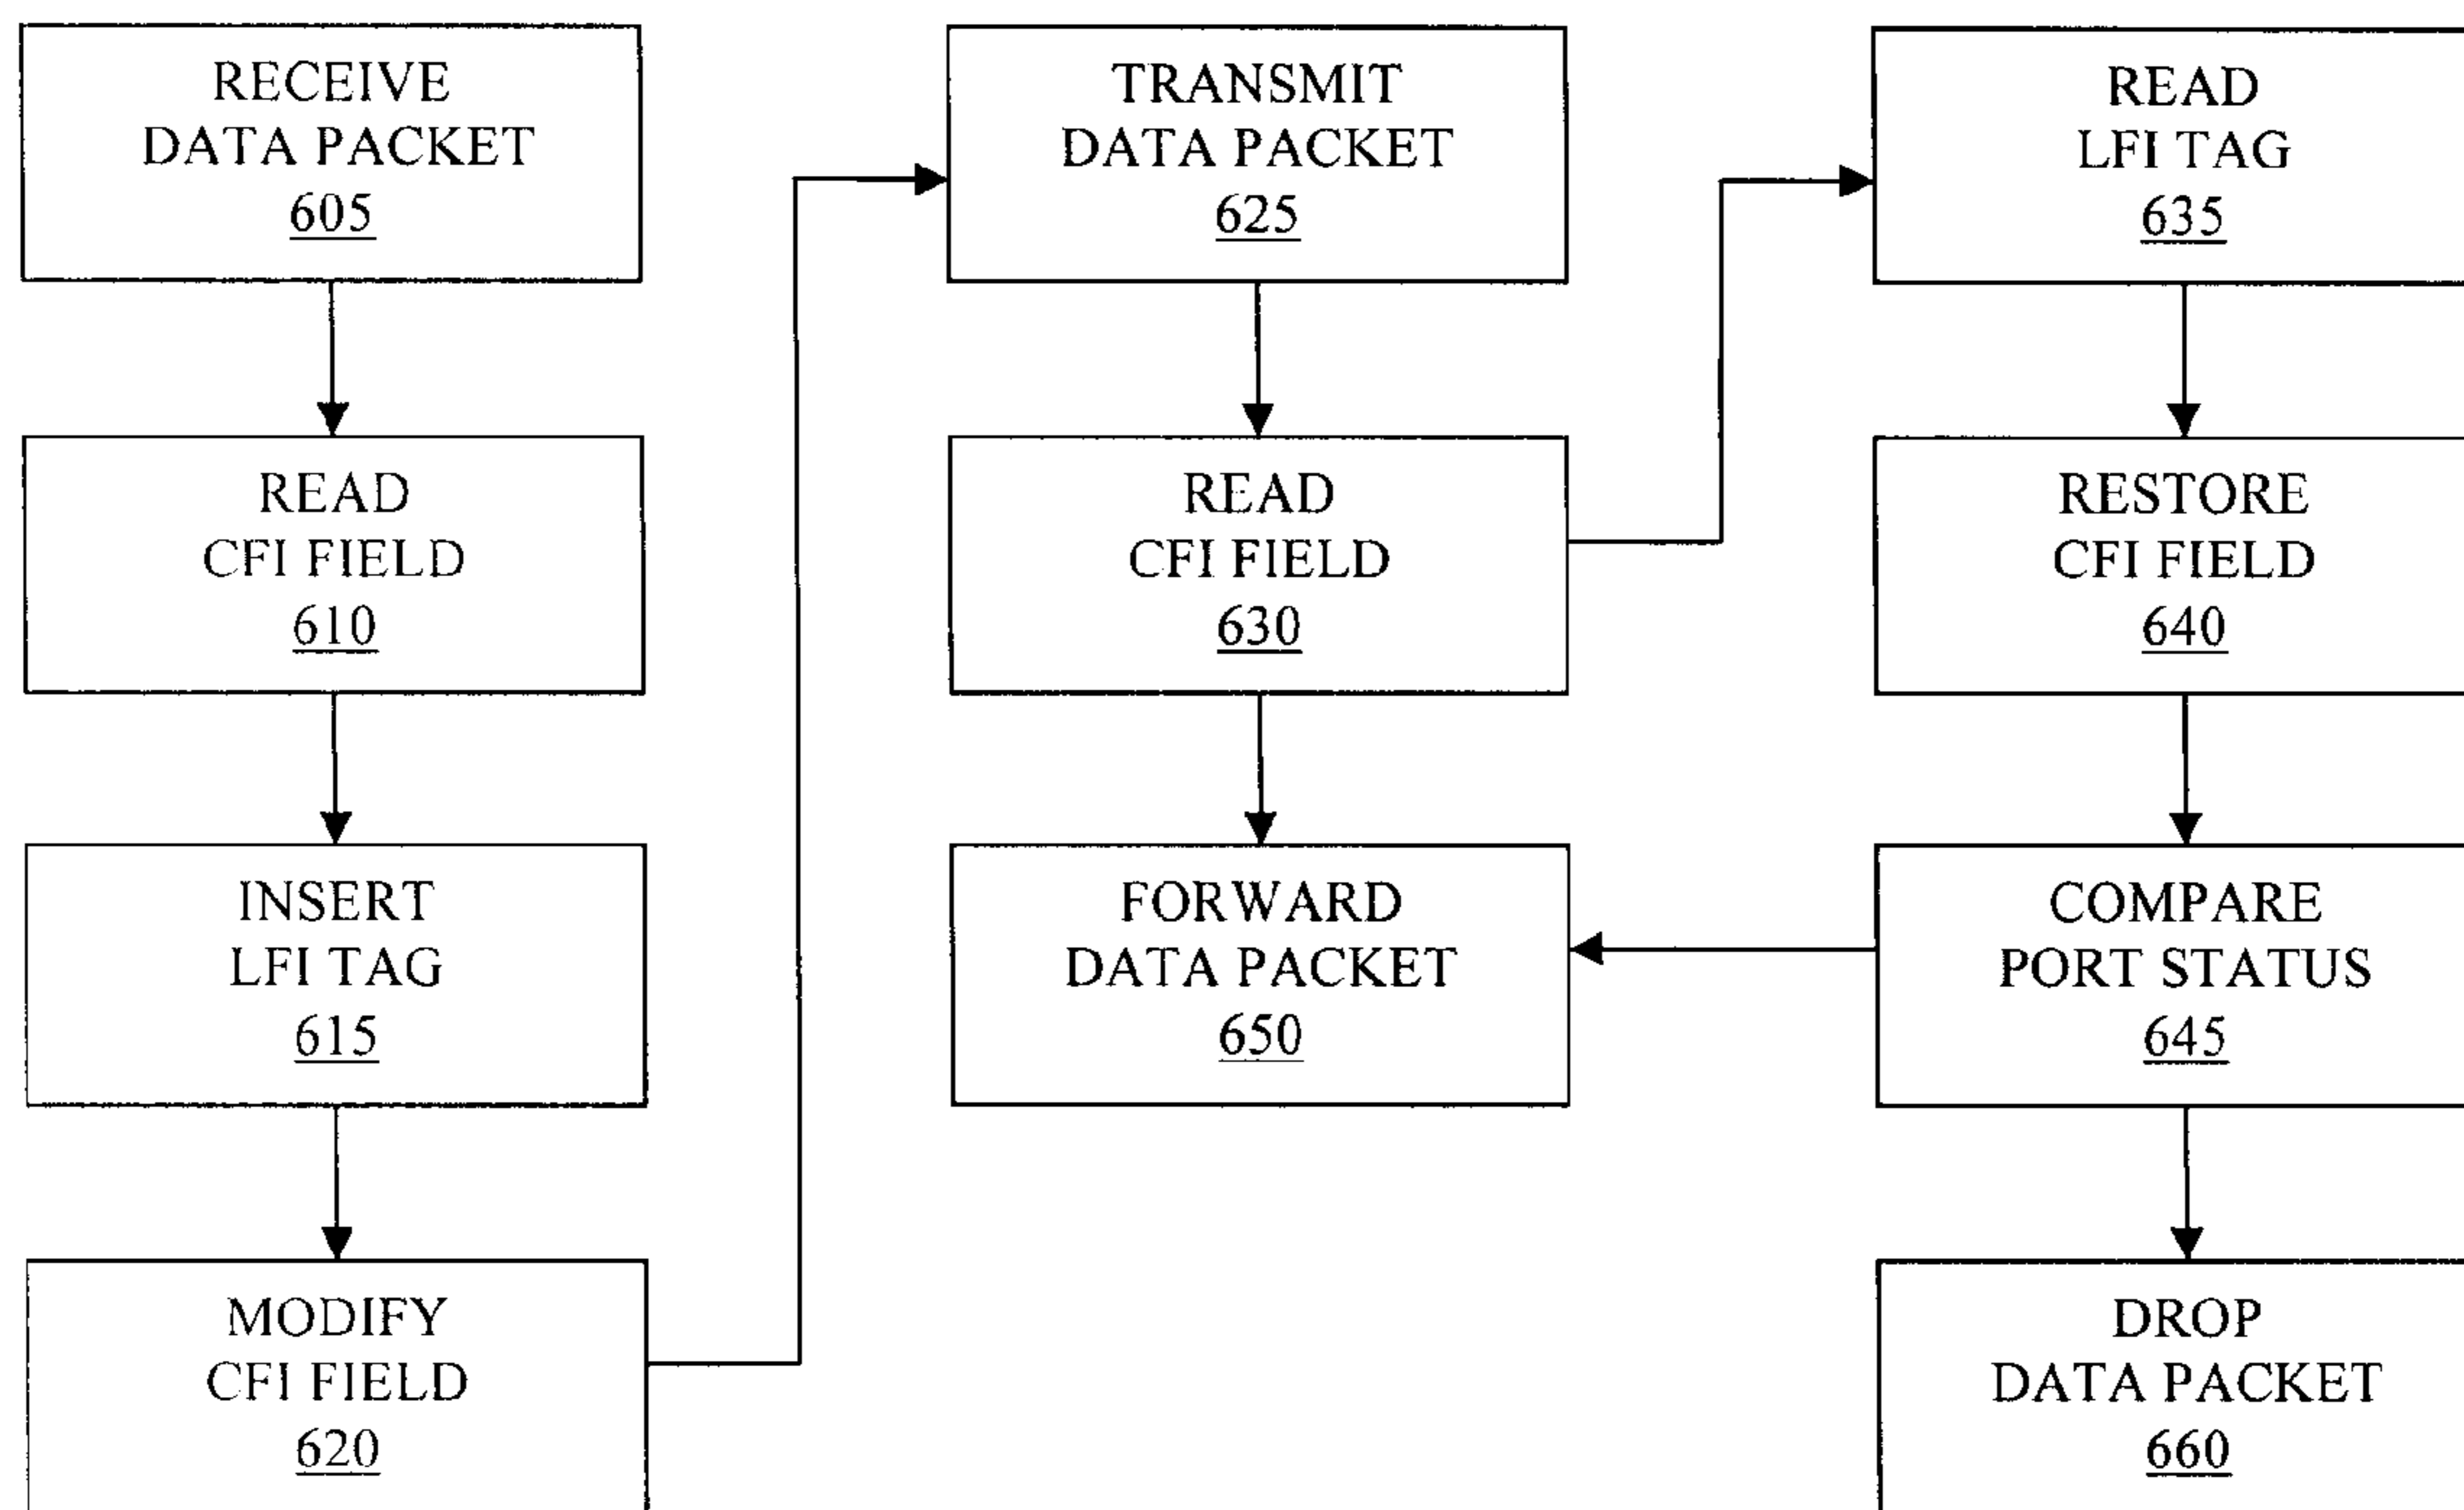 RECEIVE
DATA PACKET
605
READ
CFI FIELD
610
INSERT
LFI TAG
615
MODIFY
CFI FIELD
620
TRANSMIT
DATA PACKET
625
READ
CFI FIELD
630
FORWARD
DATA PACKET
650
READ
LFI TAG
635
RESTORE
CFI FIELD
640
COMPARE
PORT STATUS
645
DROP
DATA PACKET
660